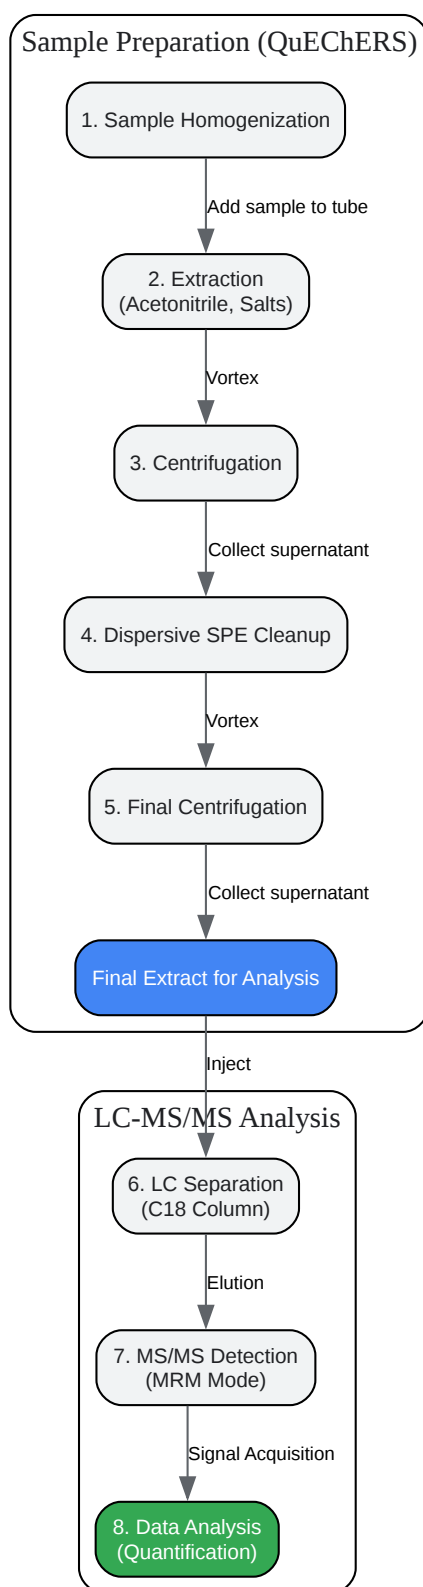 Sample Preparation (QuEChERS)
1. Sample Homogenization
Add sample to tube
2. Extraction
(Acetonitrile, Salts)
Vortex
3. Centrifugation
Collect supernatant
4. Dispersive SPE Cleanup
Vortex
5. Final Centrifugation
Collect supernatant
Final Extract for Analysis
Inject
LC-MS/MS Analysis
6. LC Separation
(C18 Column)
Elution
7. MS/MS Detection
(MRM Mode)
Signal Acquisition
8. Data Analysis
(Quantification)